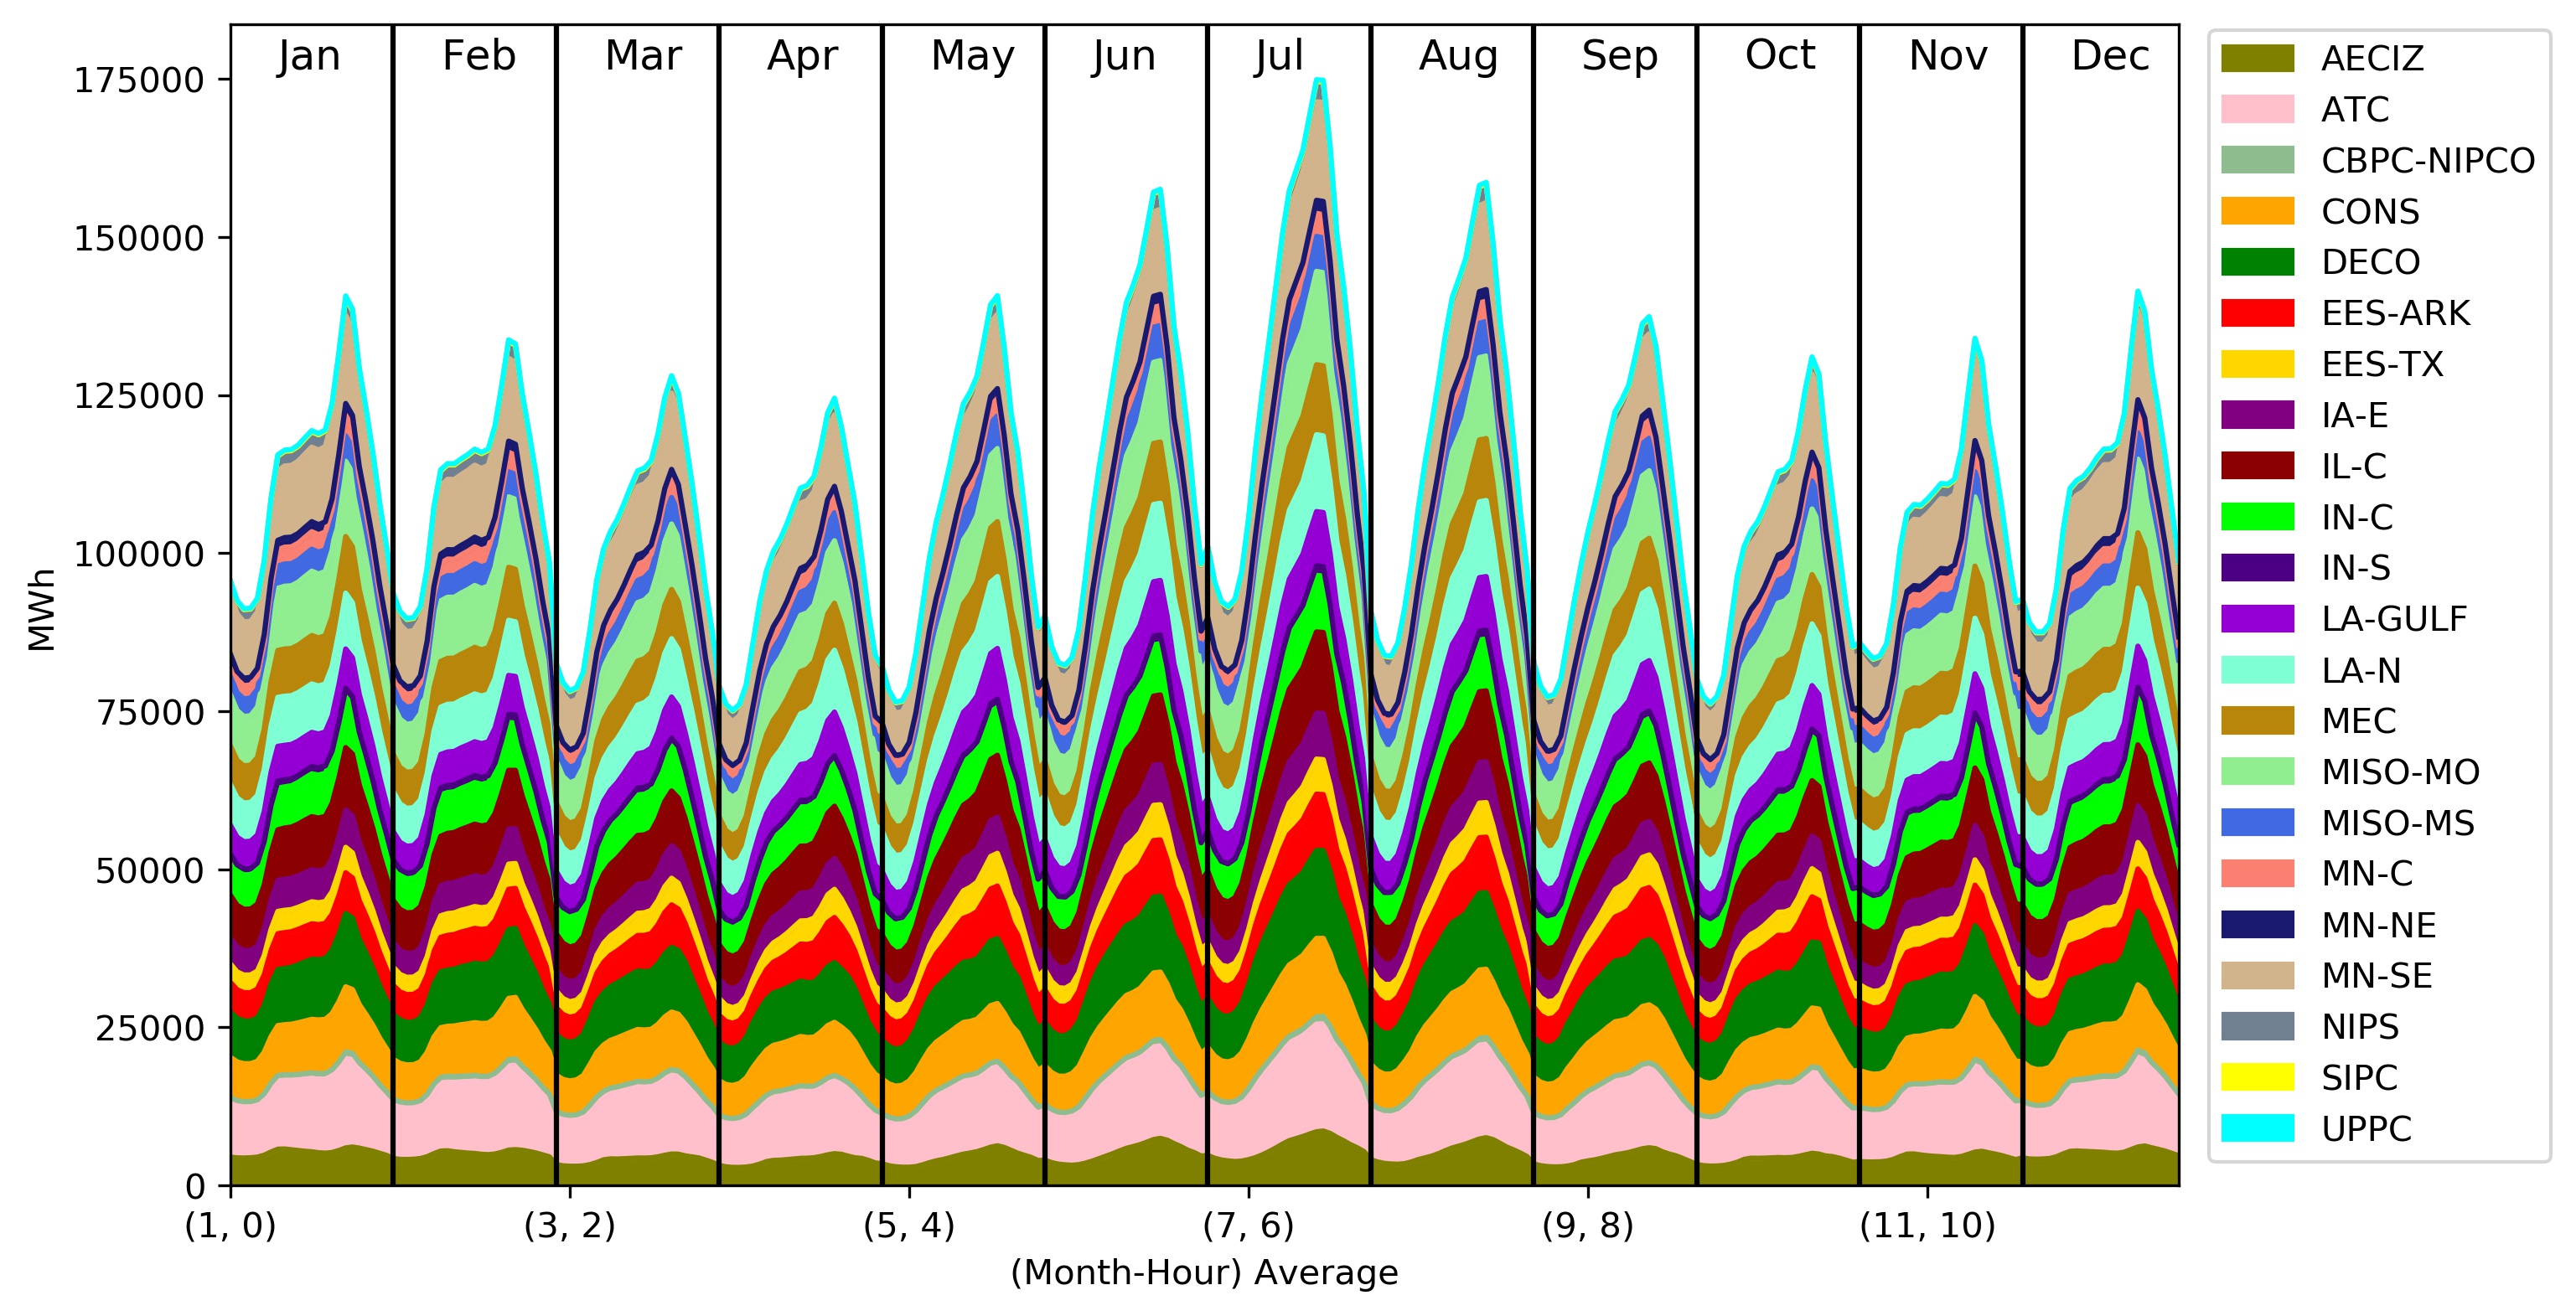 Jan Feb Mar Apr May Jun Jul Aug Sep Oct Nov Dec
175000
150000
125000
100000
75000
50000
25000
0
MWh
(1, 0) (3, 2) (5, 4) (7, 6) (9, 8) (11, 10)
(Month-Hour) Average
AECIZ
ATC
CBPC-NIPCO
CONS
DECO
EES-ARK
EES-TX
IA-E
IL-C
IN-C
IN-S
LA-GULF
LA-N
MEC
MISO-MO
MISO-MS
MN-C
MN-NE
MN-SE
NIPS
SIPC
UPPC